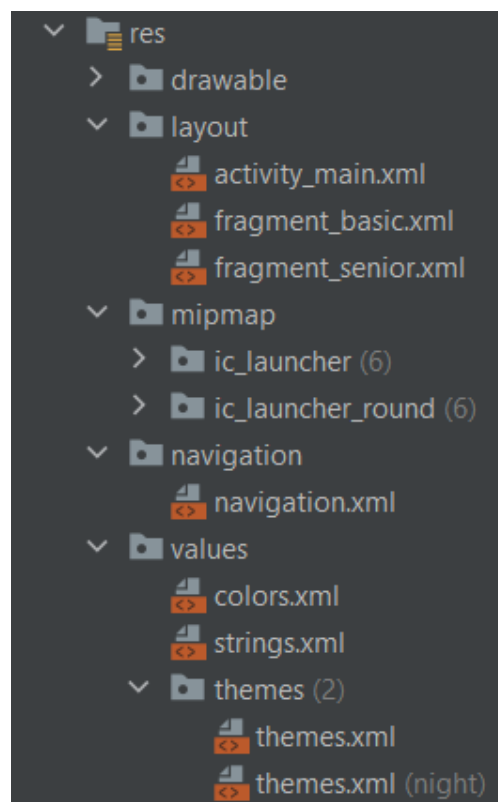 res
drawable
layout
activity_main.xml
fragment_basic.xml
fragment_senior.xml
mipmap
ic_launcher (6)
ic_launcher_round (6)
navigation
navigation.xml
values
colors.xml
strings.xml
themes (2)
themes.xml
themes.xml (night)